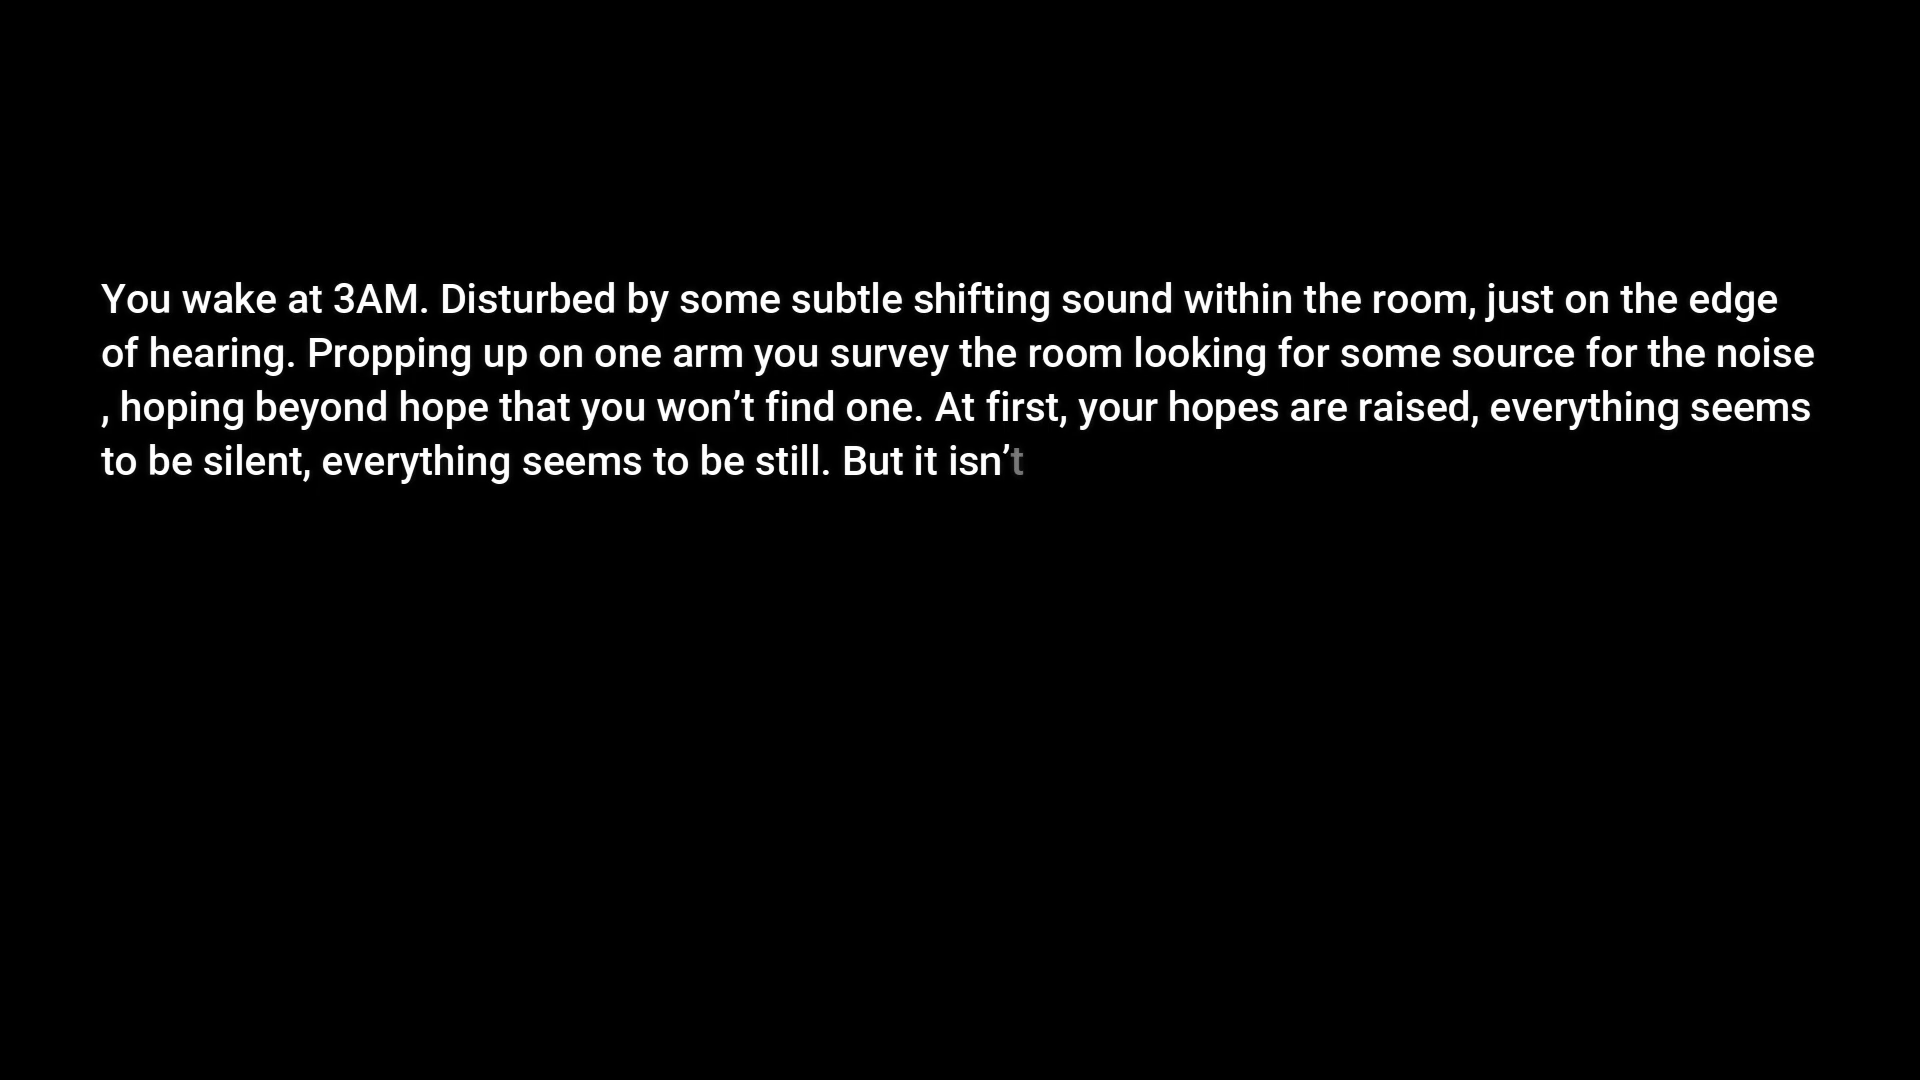 You wake at 3AM. Disturbed by some subtle shifting sound within the room, just on the edge
of hearing. Propping up on one arm you survey the room looking for some source for the noise
, hoping beyond hope that you won’t find one. At first, your hopes are raised, everything seems
to be silent, everything seems to be still. But it isn’t